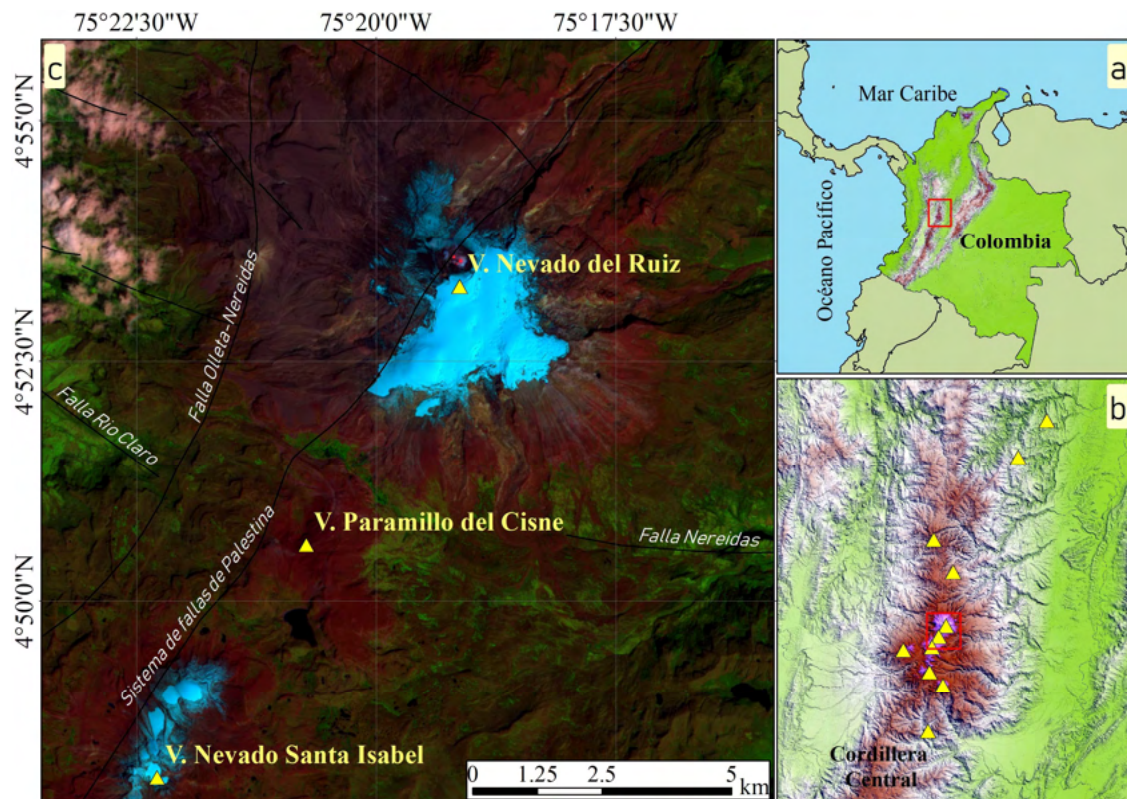 75°22'30"W
75°20'0"W
75°17'30"W
4°55'0"N
4°52'30"N
4°50'0"N
c
V. Nevado del Ruiz
Falla Olleta-Nereidas
Falla Rio Claro
V. Paramillo del Cisne
Falla Nereidas
Sistema de fallas de Palestina
V. Nevado Santa Isabel
0 1.25 2.5 5
km
a
Mar Caribe
Océano Pacífico
Colombia
b
Cordillera
Central